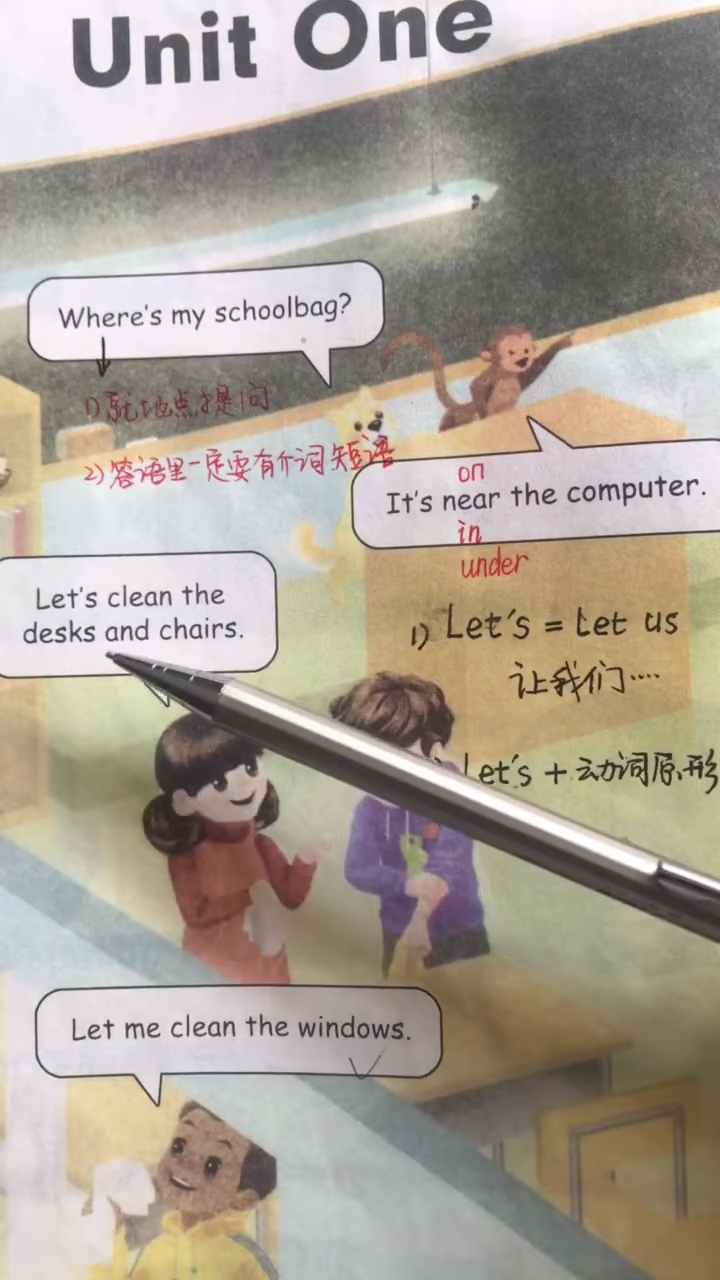 Unit One
Where's my schoolbag?
1) 就地点提问
2) 答语里一定要有介词短语
on
It's near the computer.
in
under
Let's clean the
desks and chairs.
1) Let's = Let us
让我们····
Let's + 动词原形
Let me clean the windows.